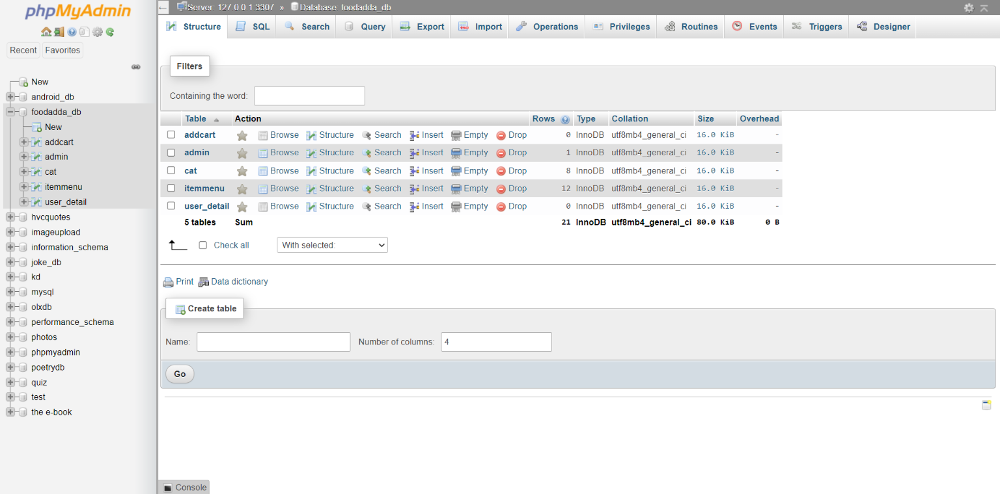 phpMyAdmin
Recent Favorites
New
android_db
foodadda_db
New
addcart
admin
cat
itemmenu
user_detail
hvcquotes
imageupload
information_schema
joke_db
kd
mysql
olxdb
performance_schema
photos
phpmyadmin
poetrydb
quiz
test
the e-book
Server: 127.0.0.1:3307 » Database: foodadda_db
Structure SQL Search Query Export Import Operations Privileges Routines Events Triggers Designer
Filters
Containing the word:
Table Action Rows Type Collation Size Overhead
addcart Browse Structure Search Insert Empty Drop 0 InnoDB utf8mb4_general_ci 16.0 KiB -
admin Browse Structure Search Insert Empty Drop 1 InnoDB utf8mb4_general_ci 16.0 KiB -
cat Browse Structure Search Insert Empty Drop 8 InnoDB utf8mb4_general_ci 16.0 KiB -
itemmenu Browse Structure Search Insert Empty Drop 12 InnoDB utf8mb4_general_ci 16.0 KiB -
user_detail Browse Structure Search Insert Empty Drop 0 InnoDB utf8mb4_general_ci 16.0 KiB -
5 tables Sum 21 InnoDB utf8mb4_general_ci 80.0 KiB 0 B
Check all With selected:
Print Data dictionary
Create table
Name: Number of columns: 4
Go
Console